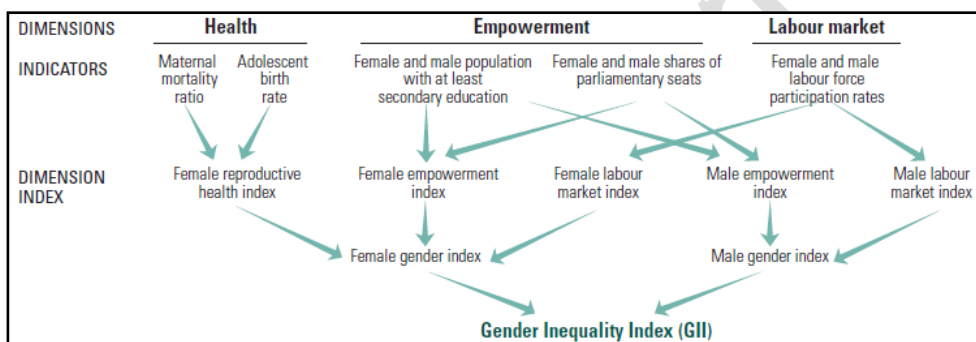 DIMENSIONS Health Empowerment Labour market
INDICATORS
Maternal
mortality
ratio
Adolescent
birth
rate
Female and male population
with at least
secondary education
Female and male shares of
parliamentary seats
Female and male
labour force
participation rates
DIMENSION
INDEX
Female reproductive
health index
Female empowerment
index
Female labour
market index
Male empowerment
index
Male labour
market index
Female gender index
Male gender index
Gender Inequality Index (GII)